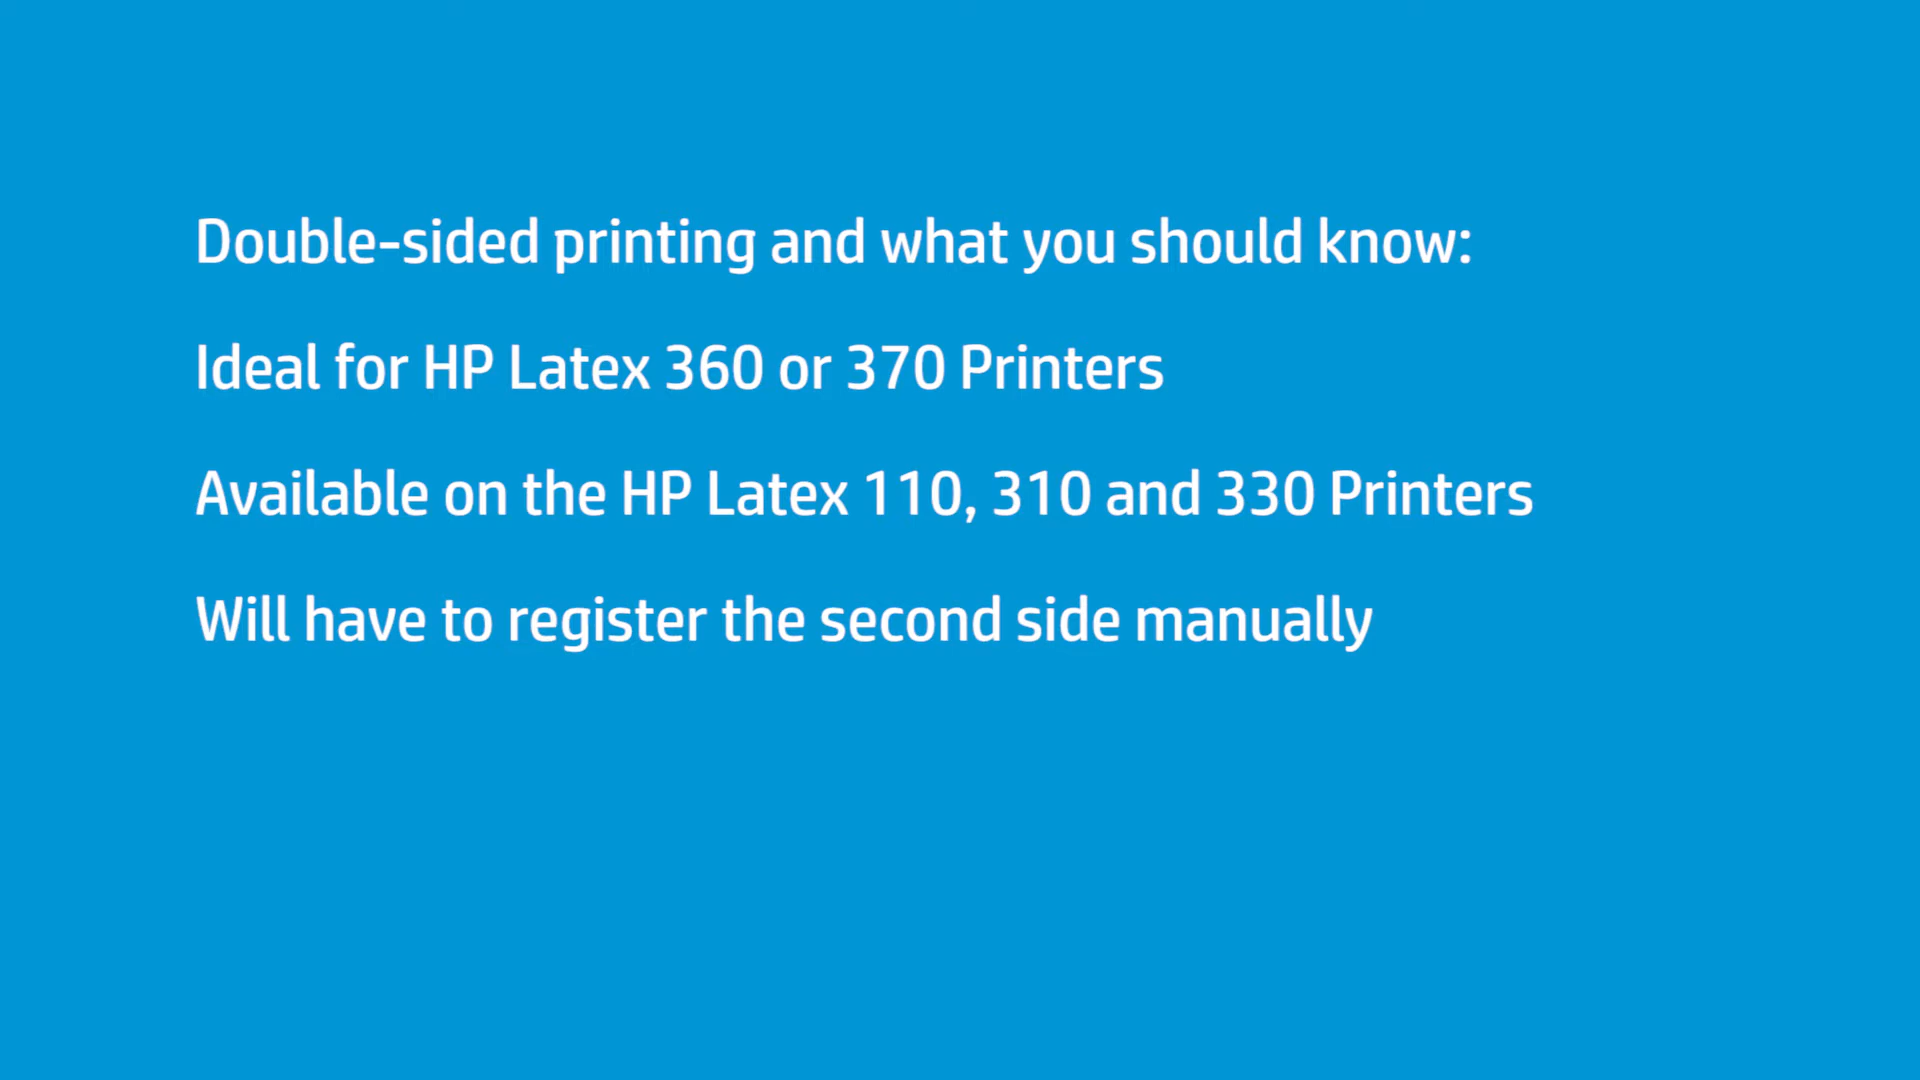 Double-sided printing and what you should know:
Ideal for HP Latex 360 or 370 Printers
Available on the HP Latex 110, 310 and 330 Printers
Will have to register the second side manually